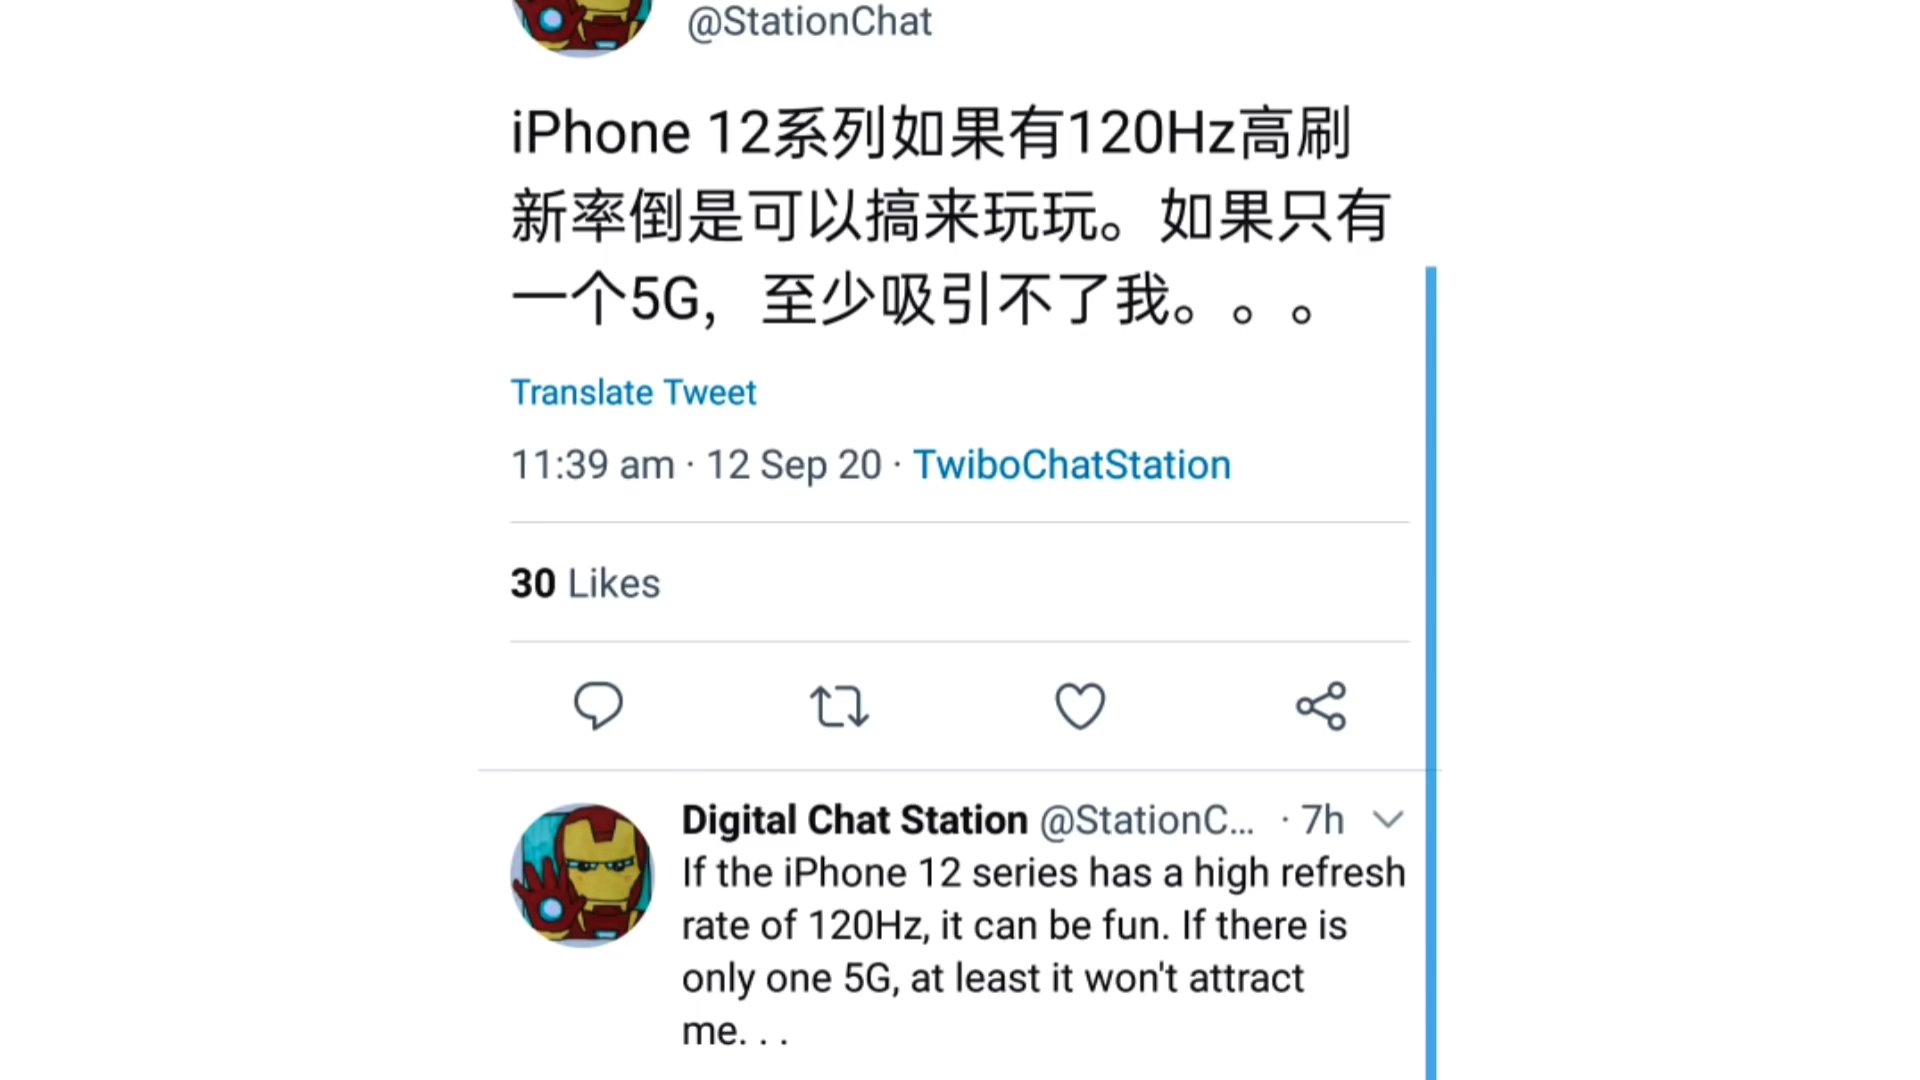 @StationChat
iPhone 12系列如果有120Hz高刷
新率倒是可以搞来玩玩。如果只有
一个5G，至少吸引不了我。。。
Translate Tweet
11:39 am · 12 Sep 20 · TwiboChatStation
30 Likes
Digital Chat Station @StationC... · 7h
If the iPhone 12 series has a high refresh
rate of 120Hz, it can be fun. If there is
only one 5G, at least it won't attract
me. . .